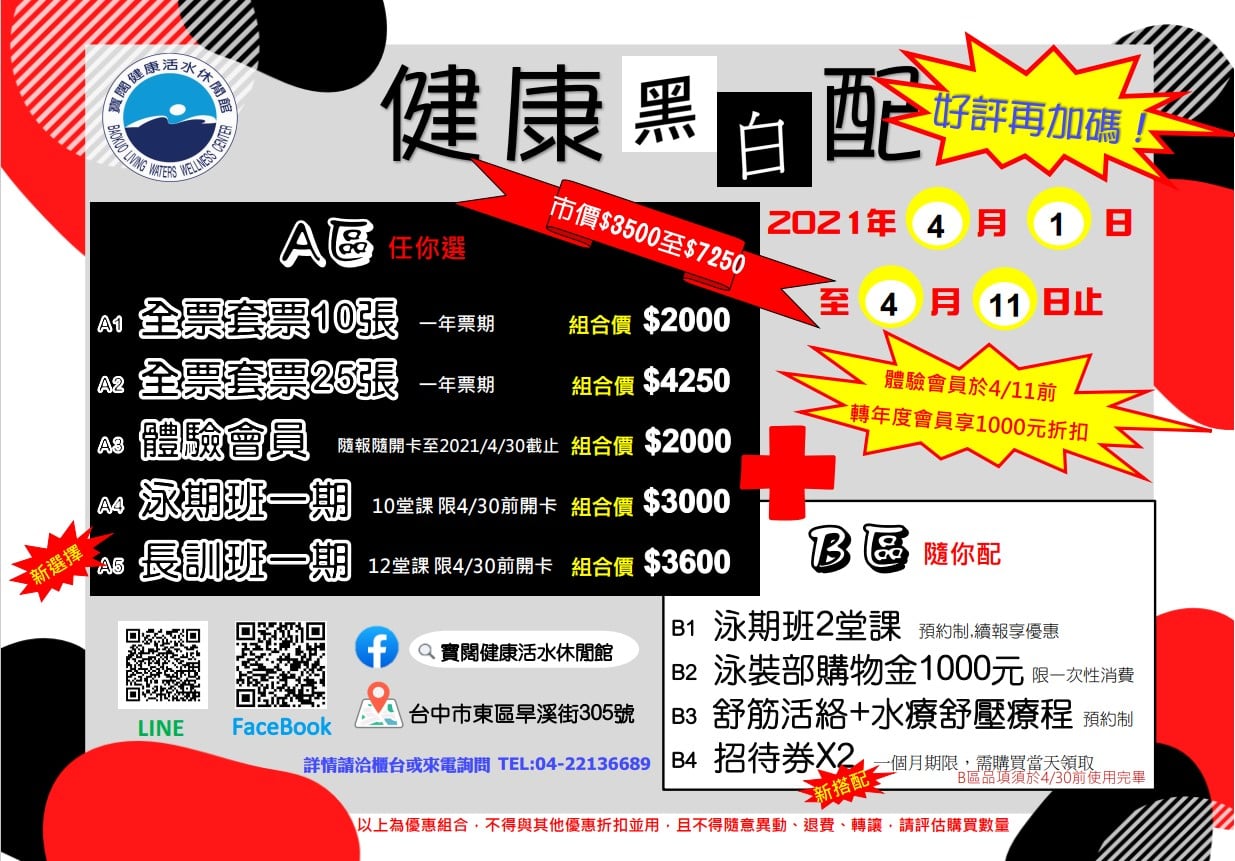 寶闊健康活水休閒館
BAOKUO LIVING WATERS WELLNESS CENTER
健康黑白配
好評再加碼！
市價$3500至$7250
2021年4月1日
至4月11日止
體驗會員於4/11前
轉年度會員享1000元折扣
A區 任你選
A1 全票套票10張 一年票期 組合價 $2000
A2 全票套票25張 一年票期 組合價 $4250
A3 體驗會員 隨報隨開卡至2021/4/30截止 組合價 $2000
A4 泳期班一期 10堂課 限4/30前開卡 組合價 $3000
新選擇
A5 長訓班一期 12堂課 限4/30前開卡 組合價 $3600
B區 隨你配
B1 泳期班2堂課 預約制.續報享優惠
B2 泳裝部購物金1000元 限一次性消費
B3 舒筋活絡+水療舒壓療程 預約制
B4 招待券X2 一個月期限，需購買當天領取
新搭配
B區品項須於4/30前使用完畢
LINE
FaceBook
寶闊健康活水休閒館
台中市東區旱溪街305號
詳情請洽櫃台或來電詢問 TEL:04-22136689
以上為優惠組合．不得與其他優惠折扣並用，且不得隨意異動、退費、轉讓．請評估購買數量